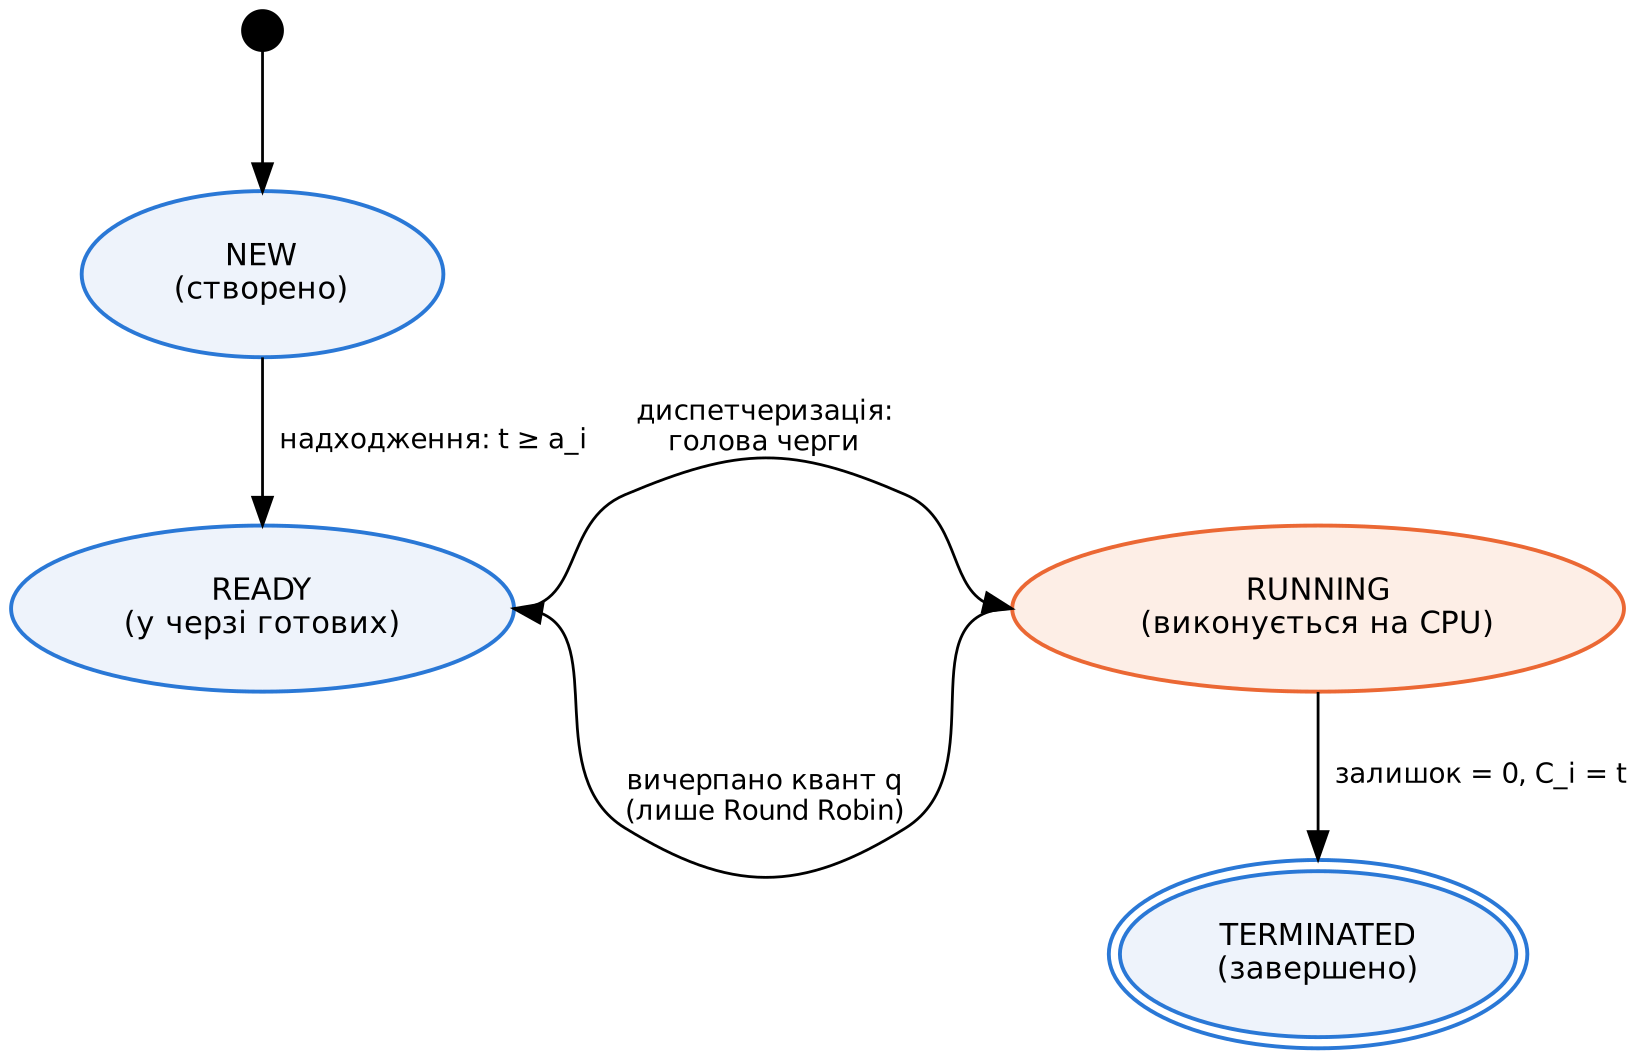 NEW
(створено)
надходження: t ≥ a_i
диспетчеризація:
голова черги
READY
(у черзі готових)
RUNNING
(виконується на CPU)
вичерпано квант q
(лише Round Robin)
залишок = 0, C_i = t
TERMINATED
(завершено)